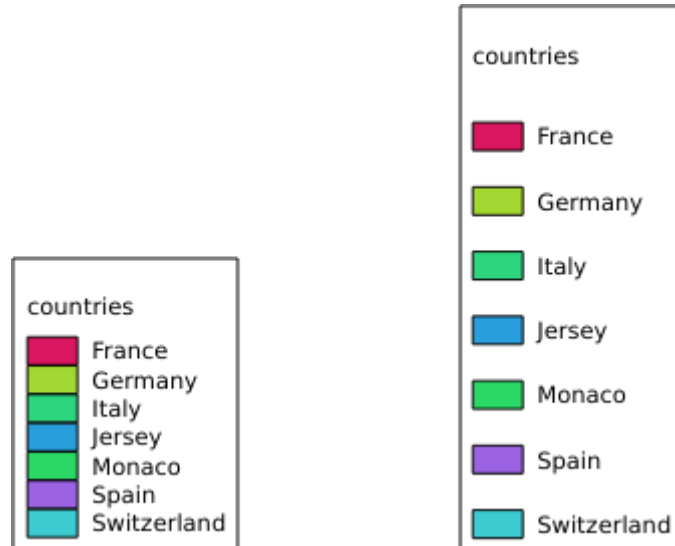 countries
France
Germany
Italy
Jersey
Monaco
Spain
Switzerland
countries
France
Germany
Italy
Jersey
Monaco
Spain
Switzerland